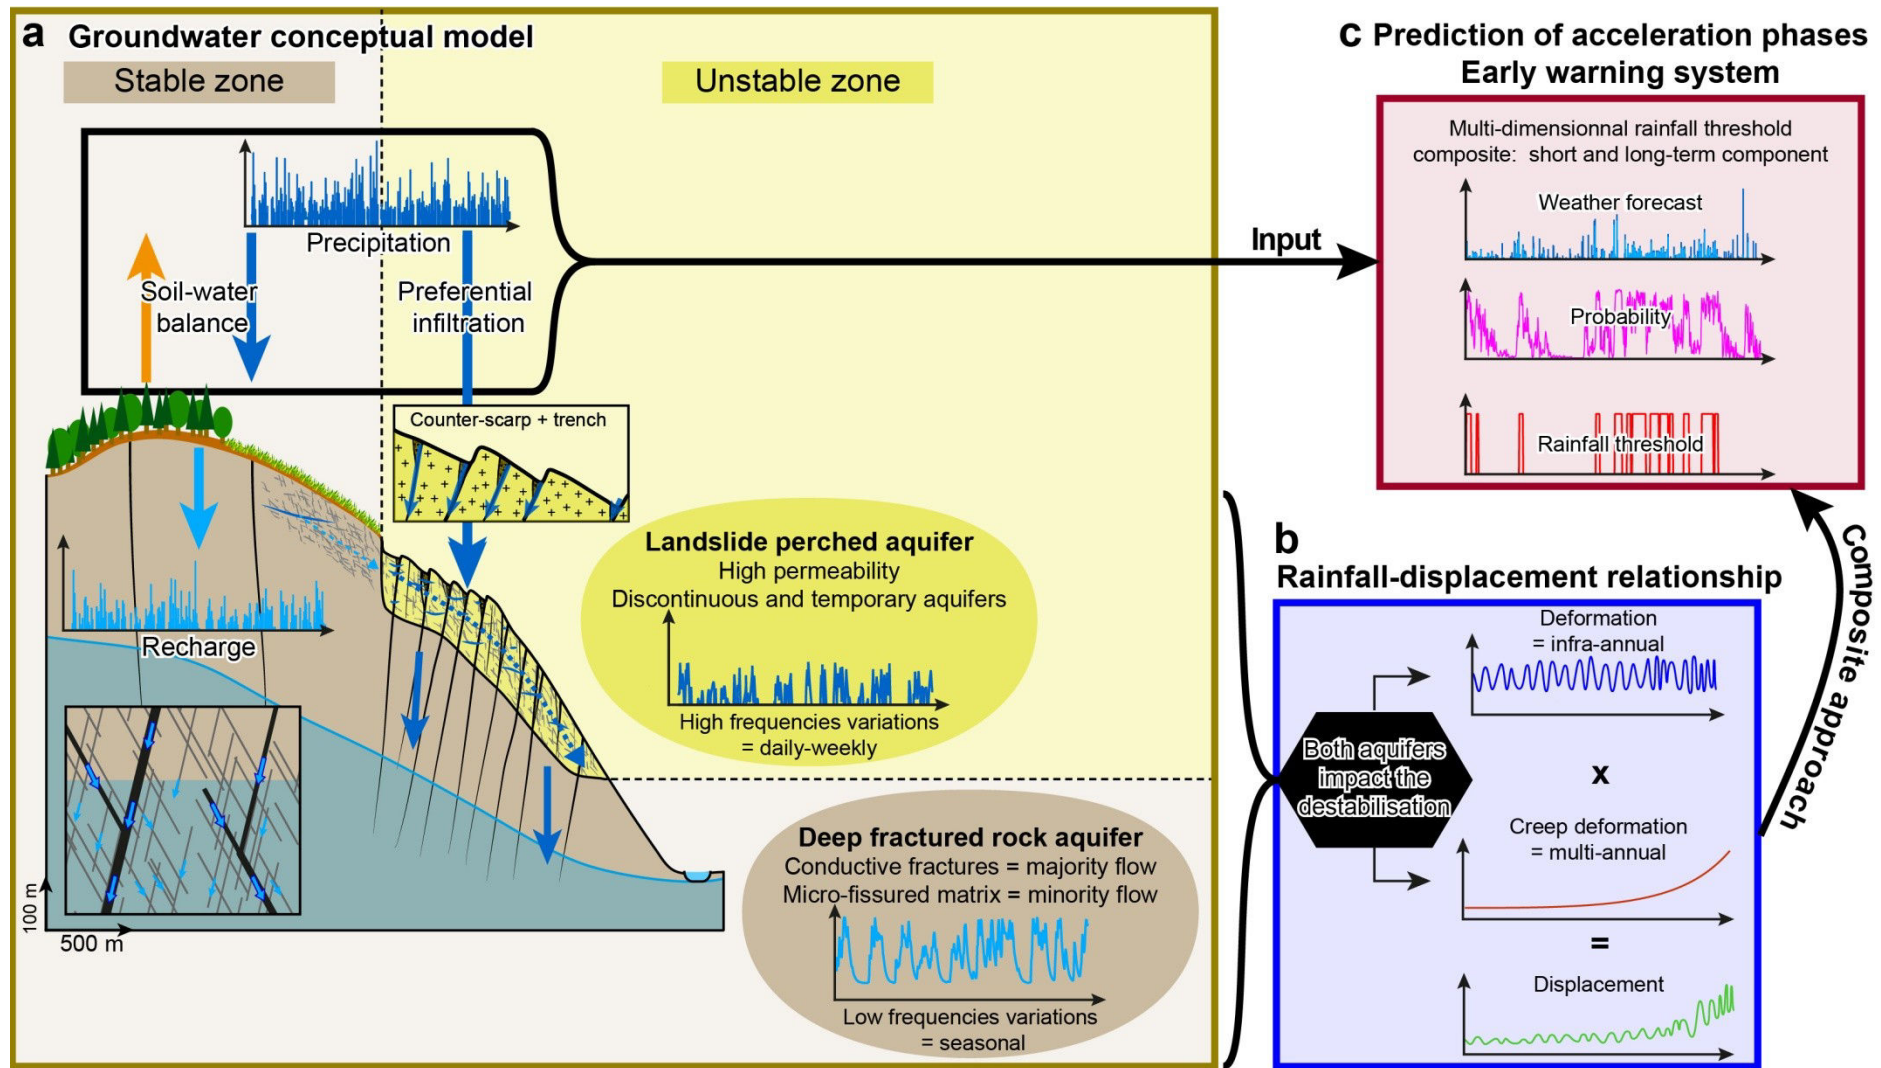 a Groundwater conceptual model
Stable zone
Unstable zone
Precipitation
Soil-water
balance
Preferential
infiltration
Counter-scarp + trench
Recharge
100 m
500 m
Landslide perched aquifer
High permeability
Discontinuous and temporary aquifers
High frequencies variations
= daily-weekly
Deep fractured rock aquifer
Conductive fractures = majority flow
Micro-fissured matrix = minority flow
Low frequencies variations
= seasonal
Input
b
Rainfall-displacement relationship
Both aquifers
impact the
destabilisation
Deformation
= infra-annual
x
Creep deformation
= multi-annual
=
Displacement
Composite approach
c Prediction of acceleration phases
Early warning system
Multi-dimensionnal rainfall threshold
composite: short and long-term component
Weather forecast
Probability
Rainfall threshold